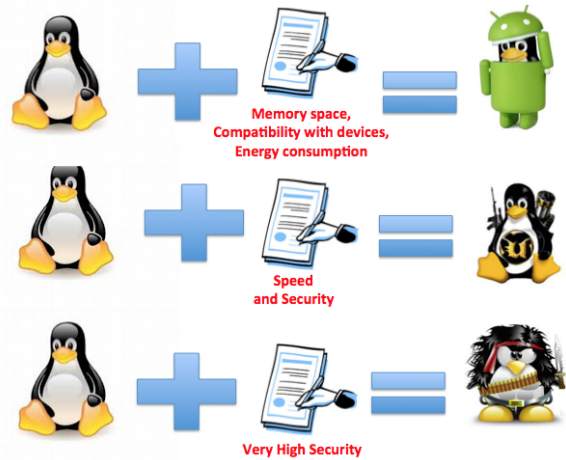 Memory space,
Compatibility with devices,
Energy consumption
Speed
and Security
Very High Security